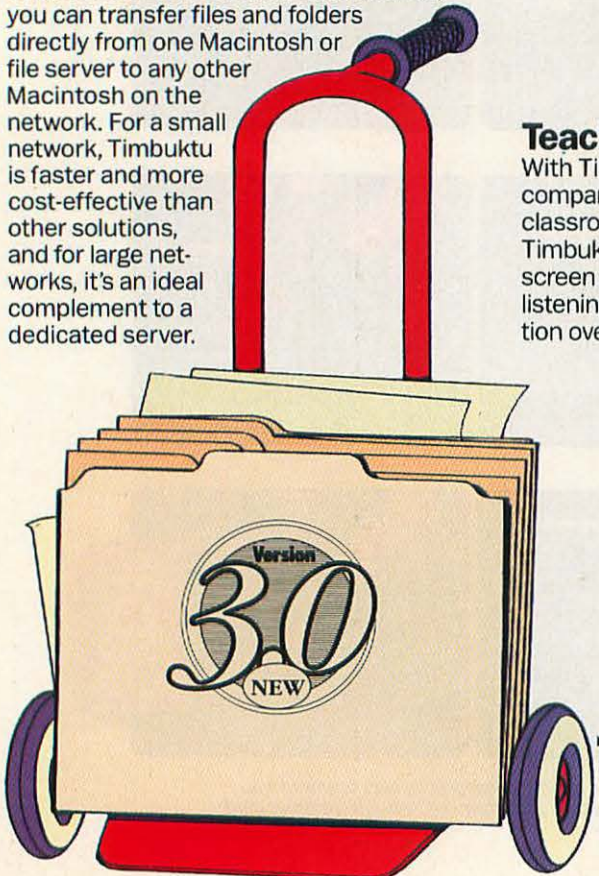 you can transfer files and folders
directly from one Macintosh or
file server to any other
Macintosh on the
network. For a small
network, Timbuktu
is faster and more
cost-effective than
other solutions,
and for large net-
works, it's an ideal
complement to a
dedicated server.
With Ti
compar
classro
Timbuk
screen
listenin
tion ove
Version
3.0
NEW